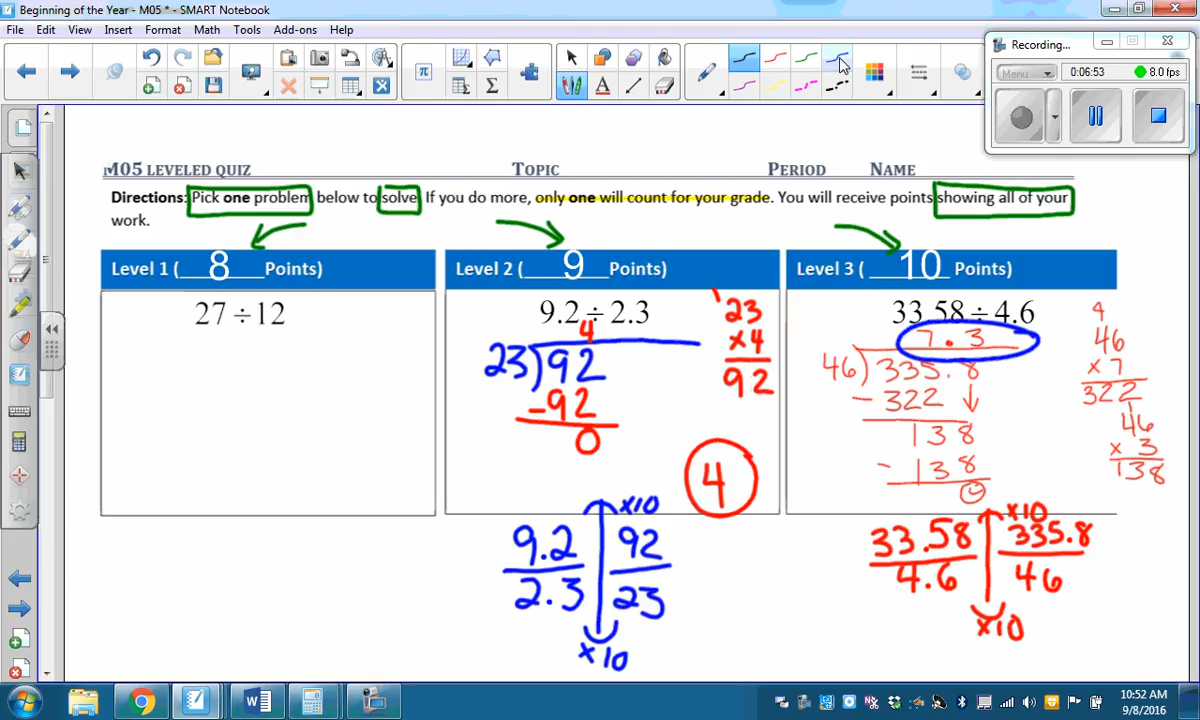 Beginning of the Year - M05 * - SMART Notebook
File Edit View Insert Format Math Tools Add-ons Help
Recording...
Menu 0:06:53 8.0 fps
M05 LEVELED QUIZ TOPIC PERIOD NAME
Directions: Pick one problem below to solve. If you do more, only one will count for your grade. You will receive points showing all of your
work.
Level 1 ( 8 Points)
27 ÷ 12
Level 2 ( 9 Points)
9.2 ÷ 2.3
4
23)92
-92
0
1
23
x4
92
4
9.2 92 x10
2.3 23
x10
Level 3 ( 10 Points)
33.58 ÷ 4.6
7.3
46)335.8
- 322 ↓
138
- 138
0
4
46
x 7
322
1
46
x 3
138
33.58 335.8 x10
4.6 46
x10
10:52 AM
9/8/2016